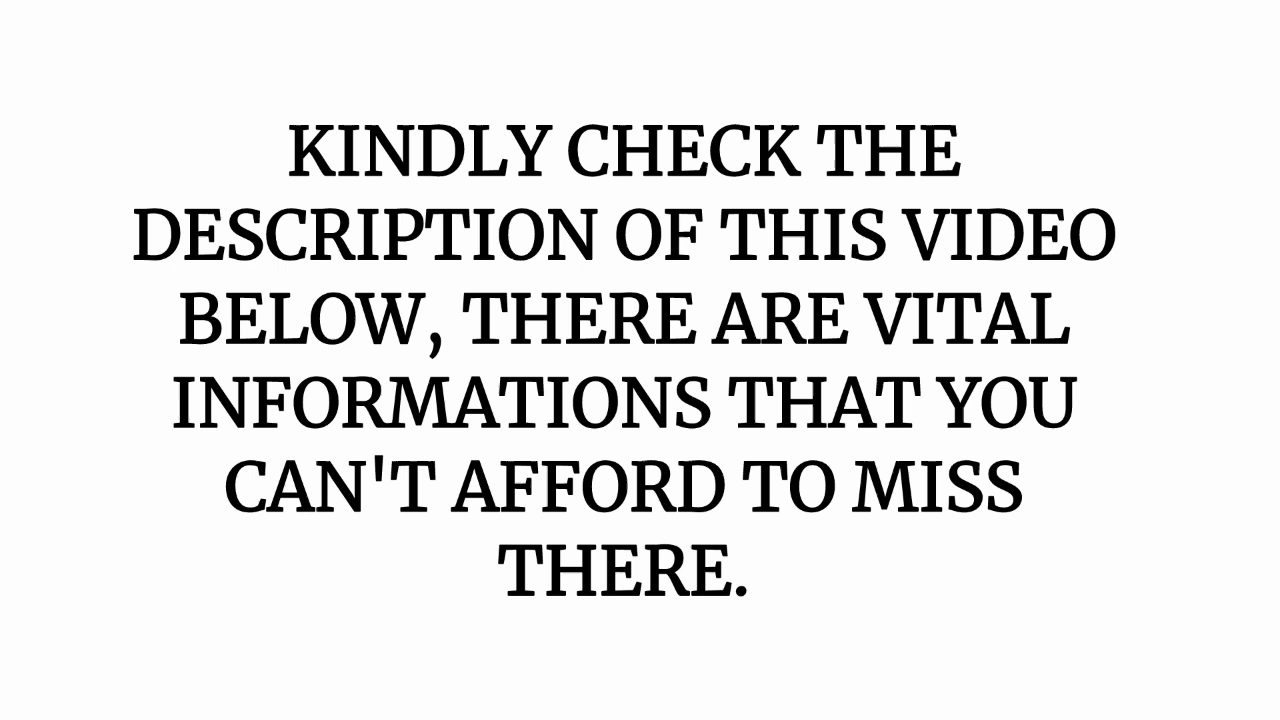 KINDLY CHECK THE
DESCRIPTION OF THIS VIDEO
BELOW, THERE ARE VITAL
INFORMATIONS THAT YOU
CAN'T AFFORD TO MISS
THERE.